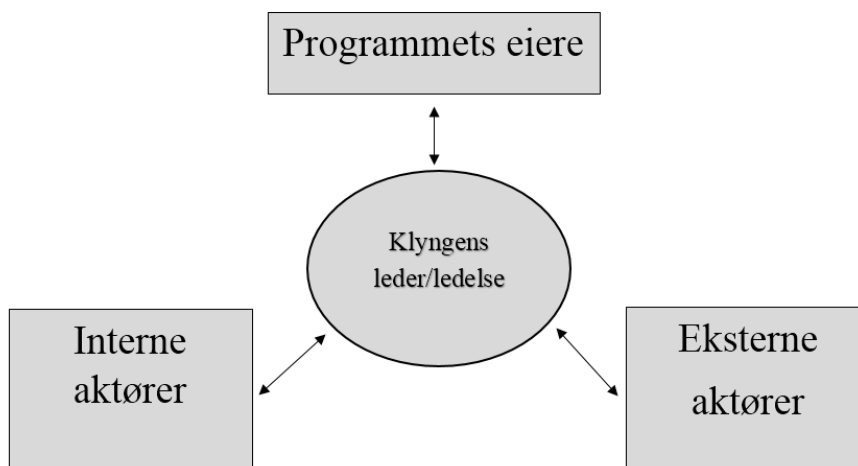 Programmets eiere
Klyngens
leder/ledelse
Interne
aktører
Eksterne
aktører